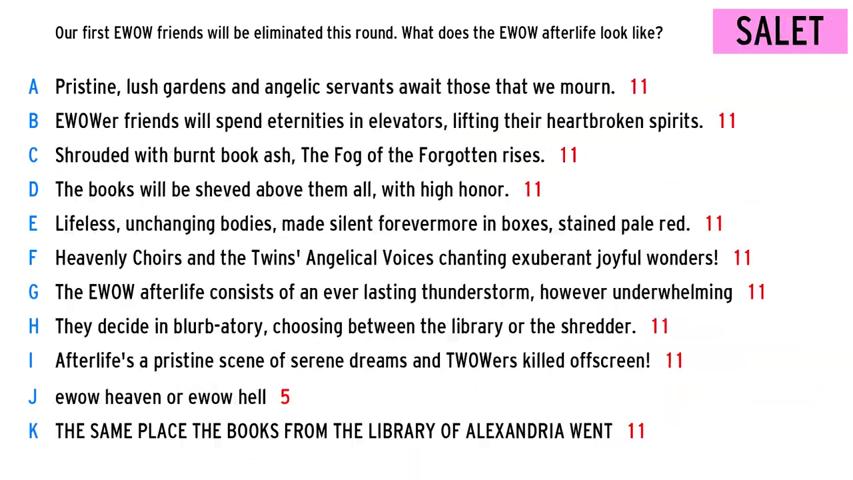 Our first EWOW friends will be eliminated this round. What does the EWOW afterlife look like?
SALET
A Pristine, lush gardens and angelic servants await those that we mourn. 11
B EWOWer friends will spend eternities in elevators, lifting their heartbroken spirits. 11
C Shrouded with burnt book ash, The Fog of the Forgotten rises. 11
D The books will be sheved above them all, with high honor. 11
E Lifeless, unchanging bodies, made silent forevermore in boxes, stained pale red. 11
F Heavenly Choirs and the Twins' Angelical Voices chanting exuberant joyful wonders! 11
G The EWOW afterlife consists of an ever lasting thunderstorm, however underwhelming 11
H They decide in blurb-atory, choosing between the library or the shredder. 11
I Afterlife's a pristine scene of serene dreams and TWOWers killed offscreen! 11
J ewow heaven or ewow hell 5
K THE SAME PLACE THE BOOKS FROM THE LIBRARY OF ALEXANDRIA WENT 11